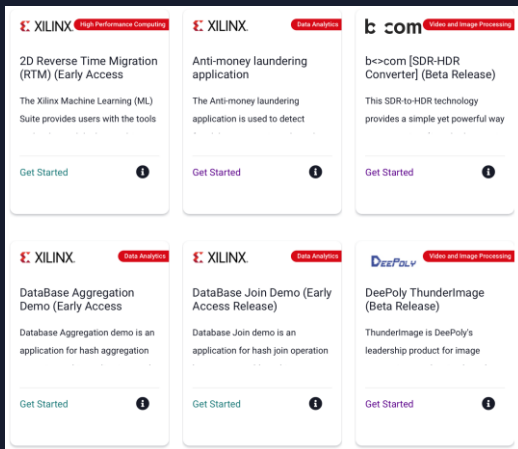 XILINX
High Performance Computing
2D Reverse Time Migration
(RTM) (Early Access
The Xilinx Machine Learning (ML)
Suite provides users with the tools
Get Started
XILINX
Data Analytics
Anti-money laundering
application
The Anti-money laundering
application is used to detect
Get Started
b<>com
Video and Image Processing
b<>com [SDR-HDR
Converter] (Beta Release)
This SDR-to-HDR technology
provides a simple yet powerful way
Get Started
XILINX
Data Analytics
DataBase Aggregation
Demo (Early Access
Database Aggregation demo is an
application for hash aggregation
Get Started
XILINX
Data Analytics
DataBase Join Demo (Early
Access Release)
Database Join demo is an
application for hash join operation
Get Started
DEEPOLY
Video and Image Processing
DeePoly ThunderImage
(Beta Release)
ThunderImage is DeePoly's
leadership product for image
Get Started